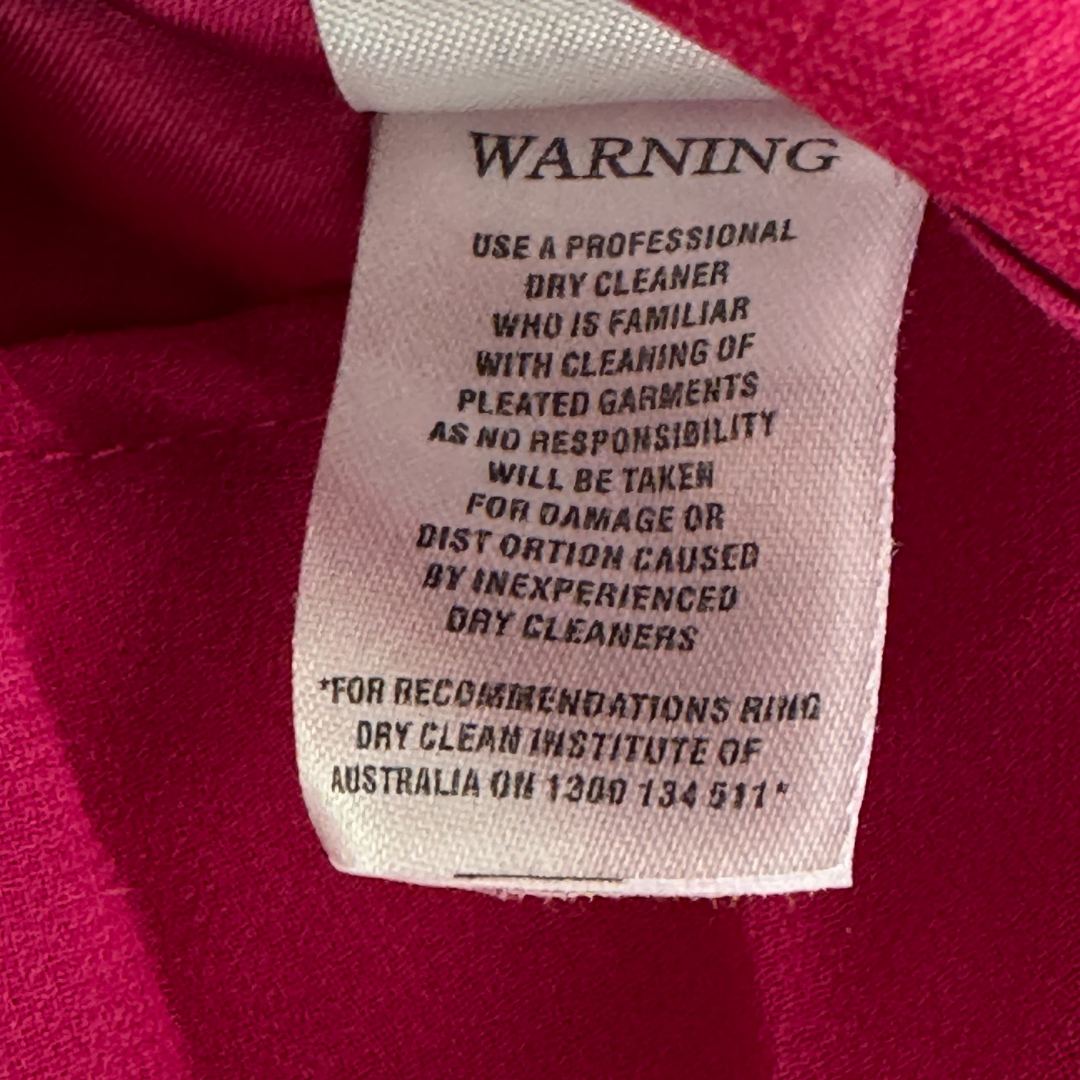 WARNING
USE A PROFESSIONAL
DRY CLEANER
WHO IS FAMILIAR
WITH CLEANING OF
PLEATED GARMENTS
AS NO RESPONSIBILITY
WILL BE TAKEN
FOR DAMAGE OR
DIST ORTION CAUSED
BY INEXPERIENCED
DRY CLEANERS
*FOR RECOMMENDATIONS RING
DRY CLEAN INSTITUTE OF
AUSTRALIA ON 1300 134 511*